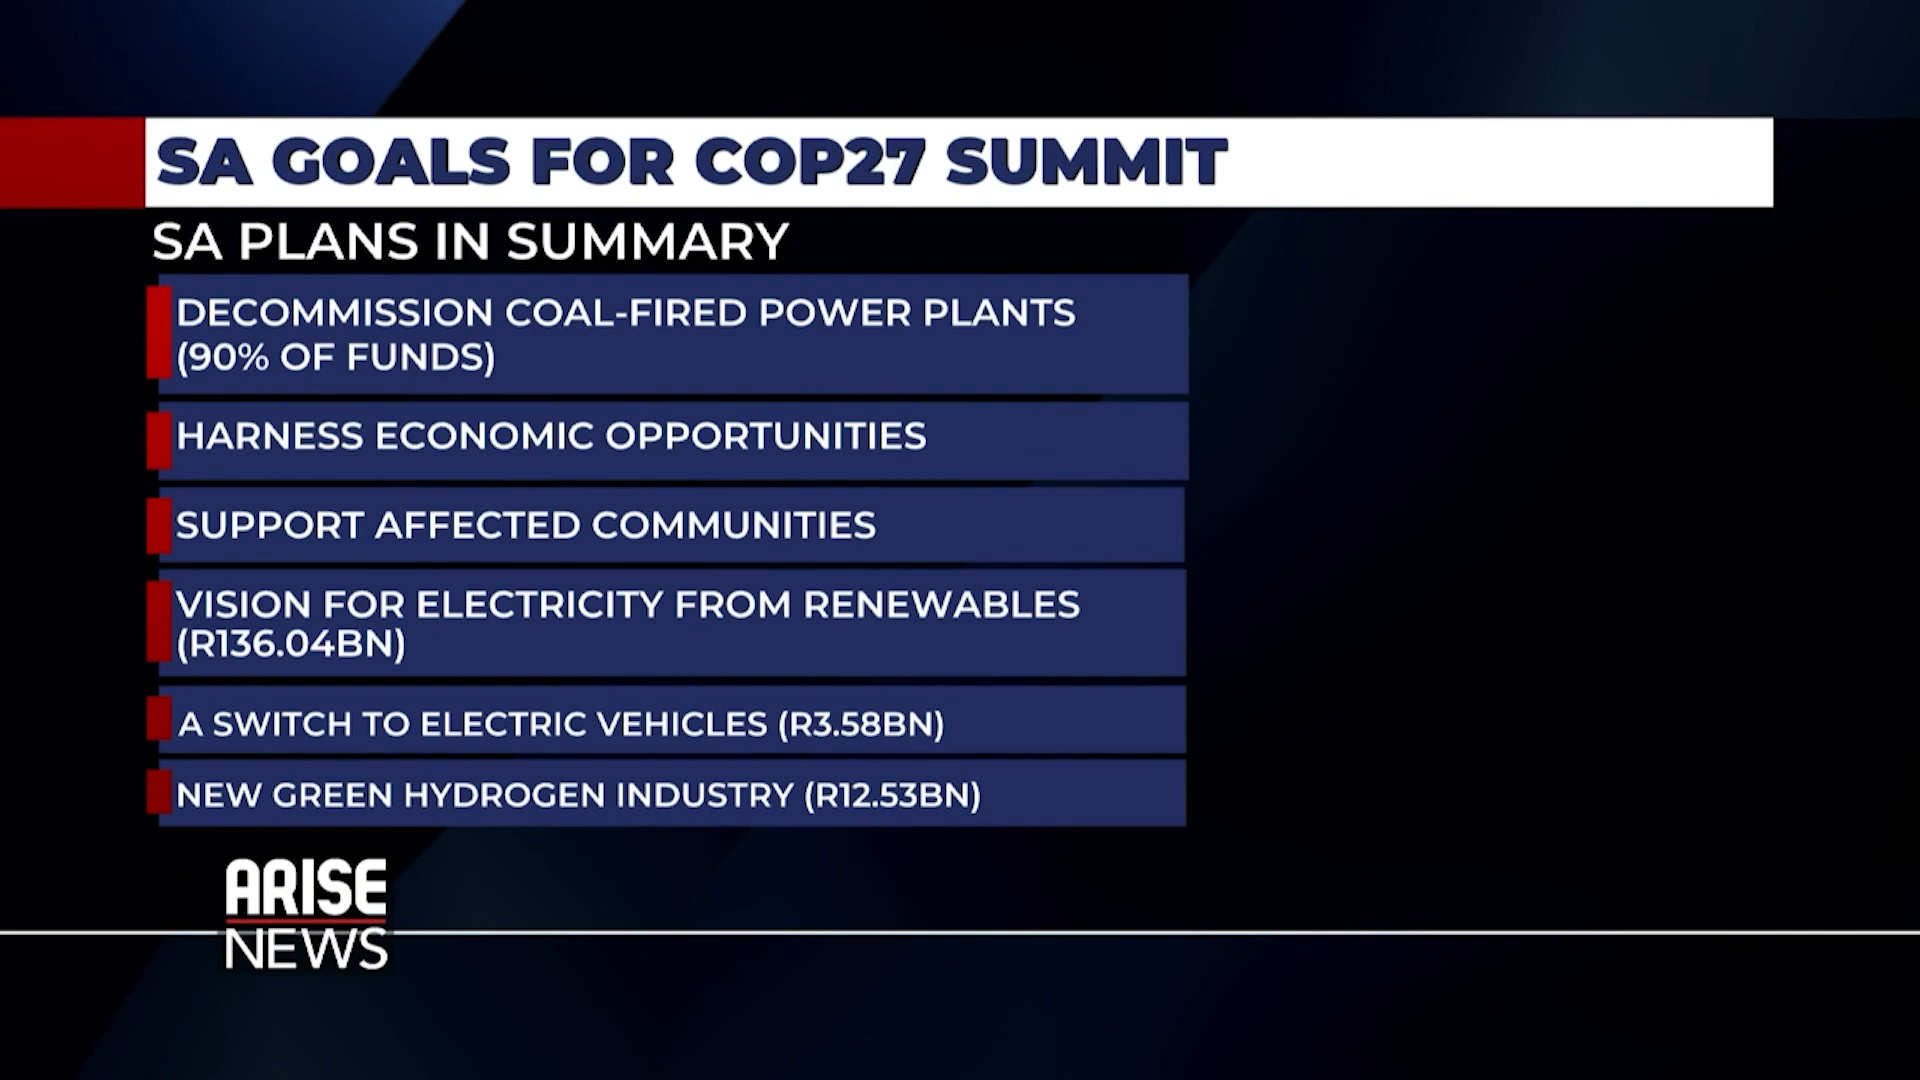 SA GOALS FOR COP27 SUMMIT
SA PLANS IN SUMMARY
DECOMMISSION COAL-FIRED POWER PLANTS
(90% OF FUNDS)
HARNESS ECONOMIC OPPORTUNITIES
SUPPORT AFFECTED COMMUNITIES
VISION FOR ELECTRICITY FROM RENEWABLES
(R136.04BN)
A SWITCH TO ELECTRIC VEHICLES (R3.58BN)
NEW GREEN HYDROGEN INDUSTRY (R12.53BN)
ARISE
NEWS